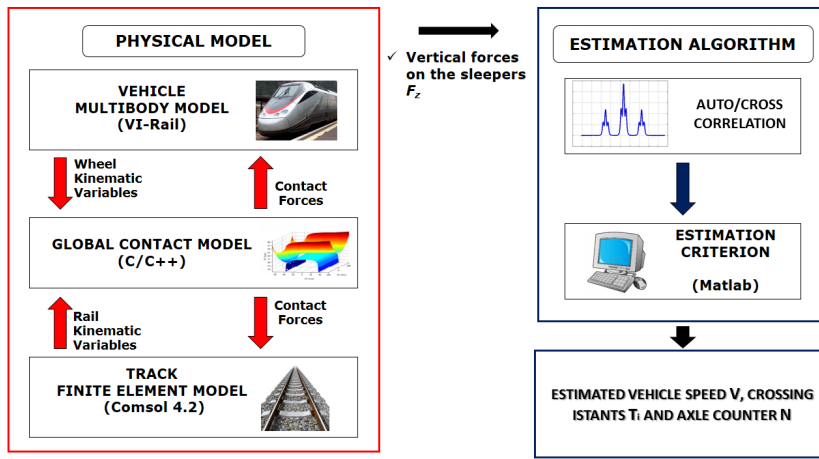 PHYSICAL MODEL
VEHICLE
MULTIBODY MODEL
(VI-Rail)
Wheel
Kinematic
Variables
Contact
Forces
GLOBAL CONTACT MODEL
(C/C++)
Rail
Kinematic
Variables
Contact
Forces
TRACK
FINITE ELEMENT MODEL
(Comsol 4.2)
✓ Vertical forces
on the sleepers
Fz
ESTIMATION ALGORITHM
AUTO/CROSS
CORRELATION
ESTIMATION
CRITERION
(Matlab)
ESTIMATED VEHICLE SPEED V, CROSSING
ISTANTS Ti AND AXLE COUNTER N